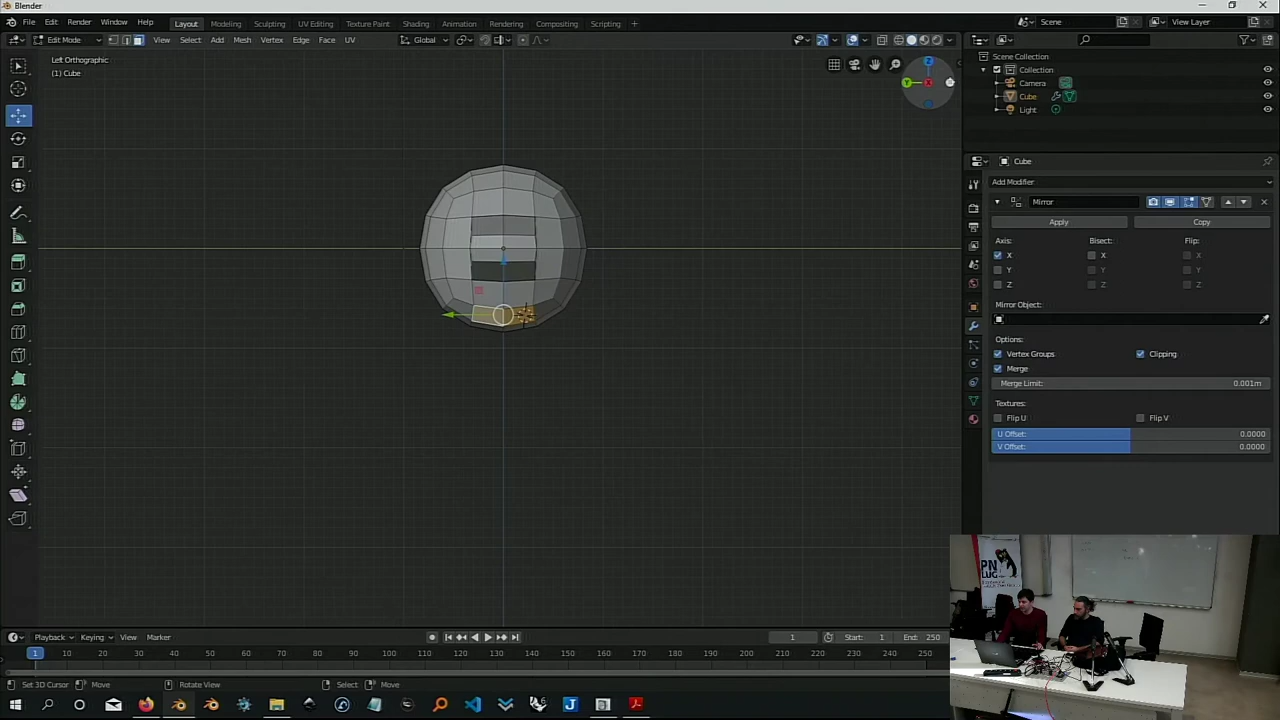 Blender
File Edit Render Window Help
Layout Modeling Sculpting UV Editing Texture Paint Shading Animation Rendering Compositing Scripting +
Scene View Layer
Edit Mode View Select Add Mesh Vertex Edge Face UV Global
Left Orthographic
(1) Cube
Z
Y
X
Scene Collection
Collection
Camera
Cube
Light
Cube
Add Modifier
Mirror
Apply Copy
Axis: Bisect: Flip:
X X X
Y Y Y
Z Z Z
Mirror Object:
Options:
Vertex Groups Clipping
Merge
Merge Limit: 0.001m
Textures:
Flip U Flip V
U Offset: 0.0000
V Offset: 0.0000
PN
LUG
Playback Keying View Marker 1 Start: 1 End: 250
1 10 20 30 40 50 60 70 80 90 100 110 120 130 140 150 160 170 180 190 200 210 220 230 240 250
Set 3D Cursor Move Rotate View Select Move